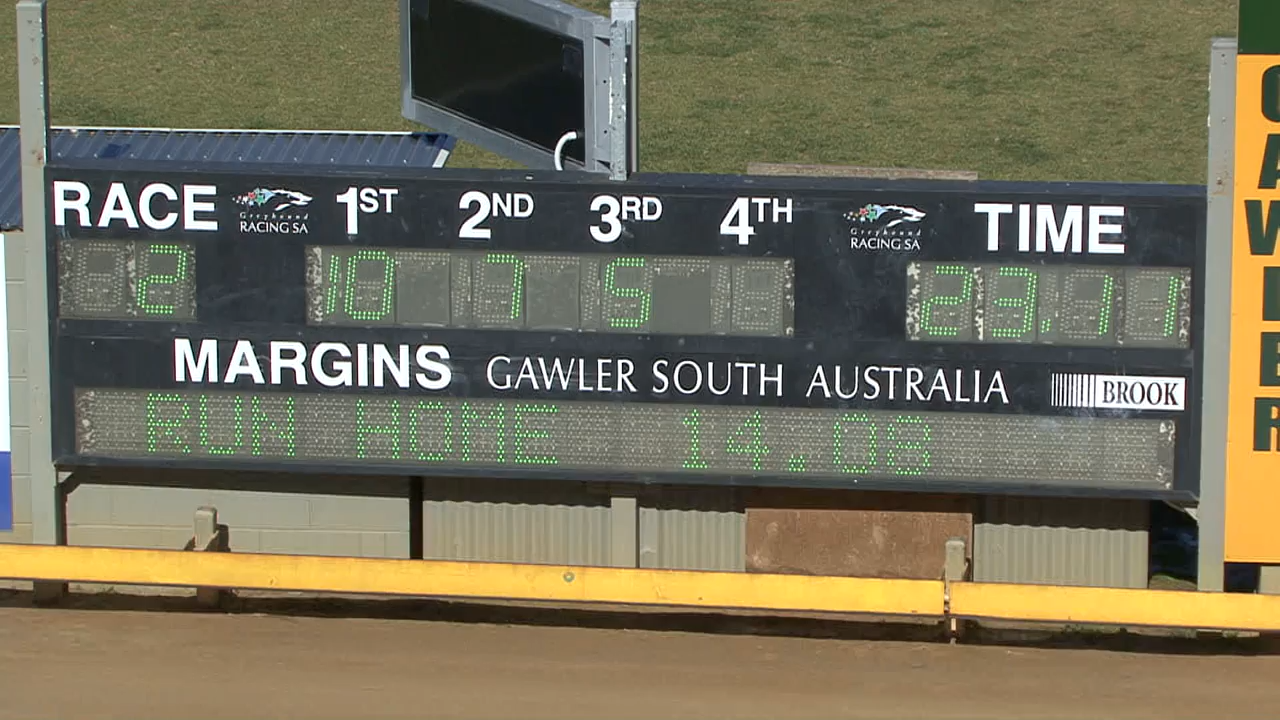 RACE Greyhound RACING SA 1ST 2ND 3RD 4TH Greyhound RACING SA TIME
2 10 7 5 23.11
MARGINS GAWLER SOUTH AUSTRALIA BROOK
RUN HOME 14.08
G
A
W
L
E
R